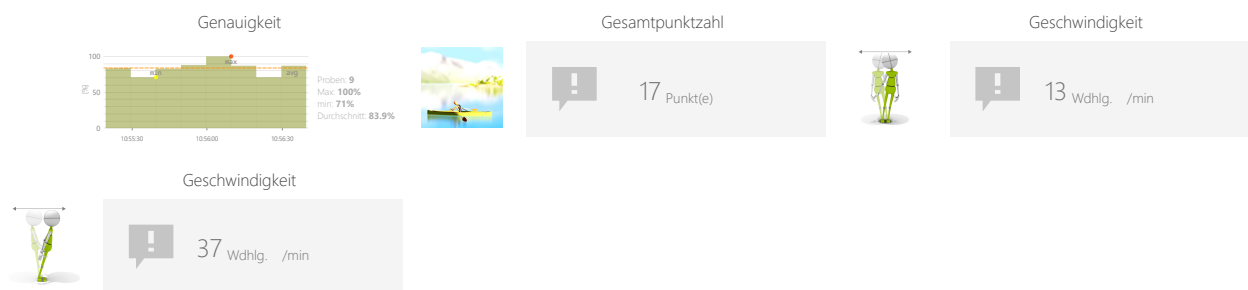 Genauigkeit
100
50
0
[%]
min
max
avg
10:55:30
10:56:00
10:56:30
Proben: 9
Max: 100%
min: 71%
Durchschnitt: 83.9%
Gesamtpunktzahl
17 Punkt(e)
Geschwindigkeit
13 Wdhlg. /min
Geschwindigkeit
37 Wdhlg. /min